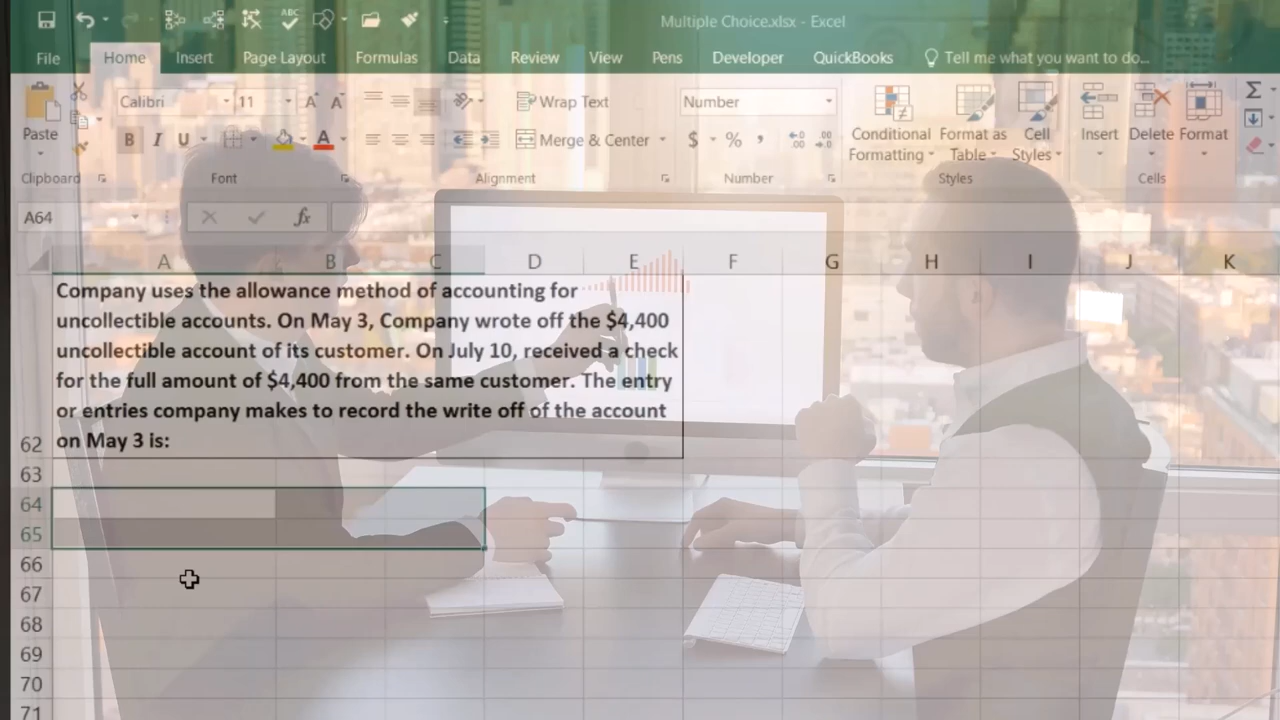 Multiple Choice.xlsx - Excel
File Home Insert Page Layout Formulas Data Review View Pens Developer QuickBooks Tell me what you want to do...
Paste
Clipboard
Calibri 11
B I U
Font
Wrap Text
Merge & Center
Alignment
Number
$ % ,
Number
Conditional Formatting
Format as Table
Cell Styles
Styles
Insert Delete Format
Cells
A64
fx
A B C D E F G H I J K
Company uses the allowance method of accounting for
uncollectible accounts. On May 3, Company wrote off the $4,400
uncollectible account of its customer. On July 10, received a check
for the full amount of $4,400 from the same customer. The entry
or entries company makes to record the write off of the account
on May 3 is:
62
63
64
65
66
67
68
69
70
71